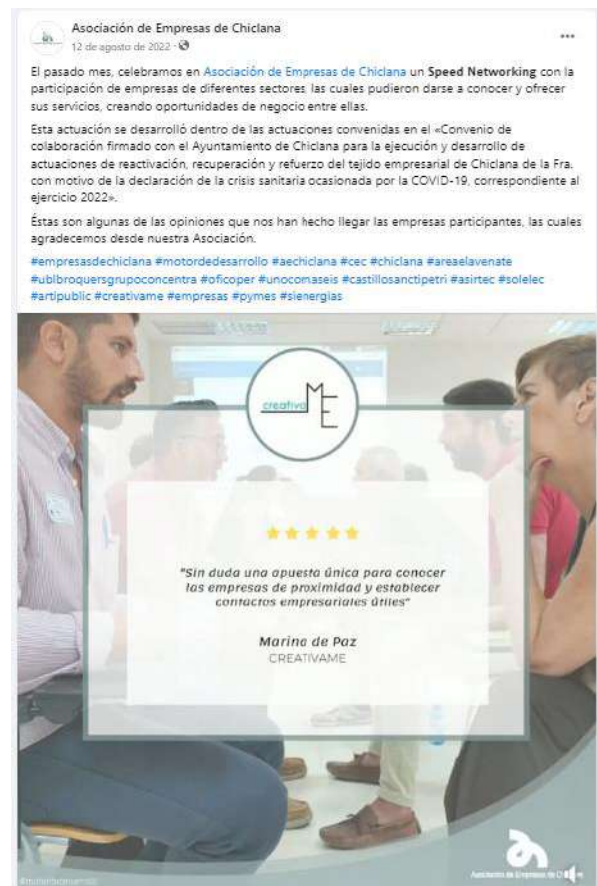 Asociación de Empresas de Chiclana
12 de agosto de 2022
El pasado mes, celebramos en Asociación de Empresas de Chiclana un Speed Networking con la
participación de empresas de diferentes sectores, las cuales pudieron darse a conocer y ofrecer
sus servicios, creando oportunidades de negocio entre ellas.
Esta actuación se desarrolló dentro de las actuaciones convenidas en el «Convenio de
colaboración firmado con el Ayuntamiento de Chiclana para la ejecución y desarrollo de
actuaciones de reactivación, recuperación y refuerzo del tejido empresarial de Chiclana de la Fra.
con motivo de la declaración de la crisis sanitaria ocasionada por la COVID-19, correspondiente al
ejercicio 2022».
Éstas son algunas de las opiniones que nos han hecho llegar las empresas participantes, las cuales
agradecemos desde nuestra Asociación.
#empresasdechiclana #motordedesarrollo #aechiclana #cec #chiclana #areaelavenate
#ublbroquersgrupoconcentra #oficoper #unocomaseis #castillosanctipetri #asirtec #solelec
#artipublic #creativame #empresas #pymes #sienergias
creativa ME
"Sin duda una apuesta única para conocer
las empresas de proximidad y establecer
contactos empresariales útiles"
Marina de Paz
CREATIVAME
Asociación de Empresas de